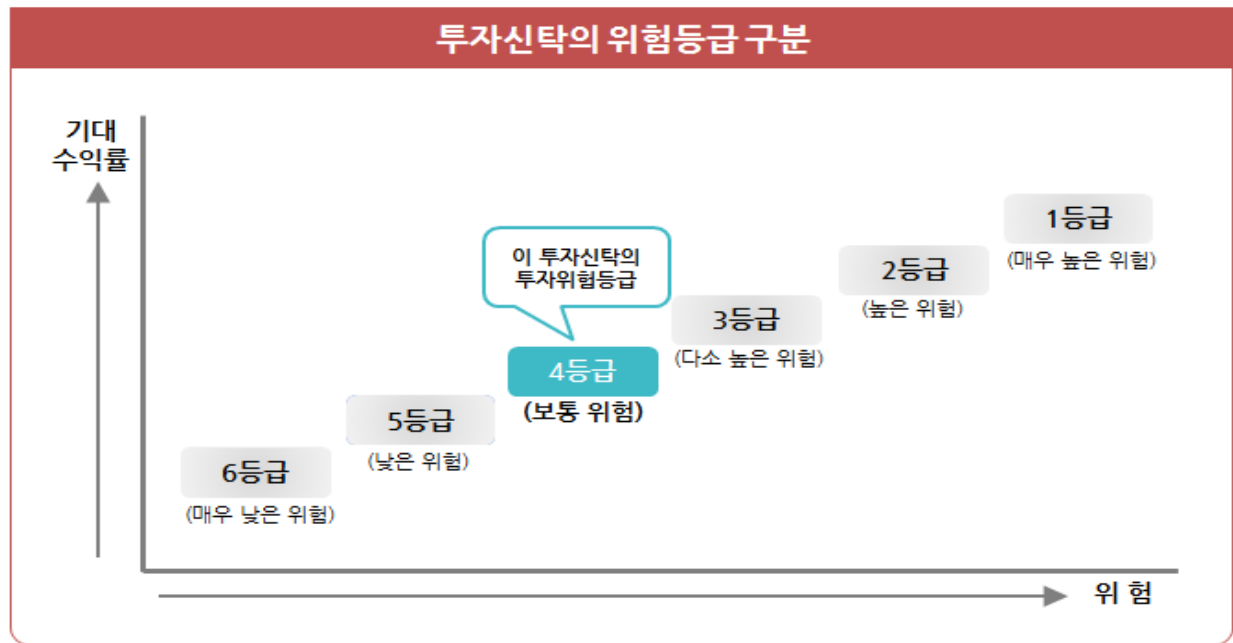 투자신탁의 위험등급 구분
기대
수익률
1등급
(매우 높은 위험)
2등급
(높은 위험)
이 투자신탁의
투자위험등급
3등급
(다소 높은 위험)
4등급
(보통 위험)
5등급
(낮은 위험)
6등급
(매우 낮은 위험)
위 험